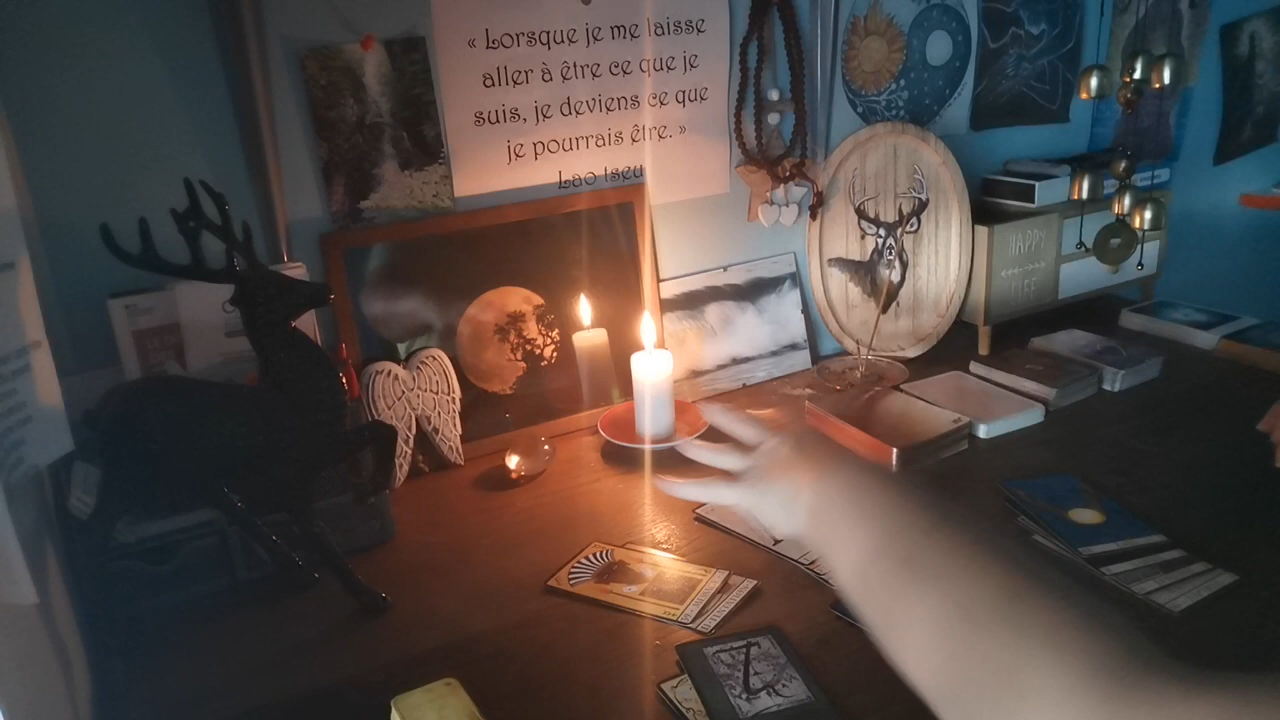 « Lorsque je me laisse
aller à être ce que je
suis, je deviens ce que
je pourrais être. »
Lao tseu
HAPPY
LIFE